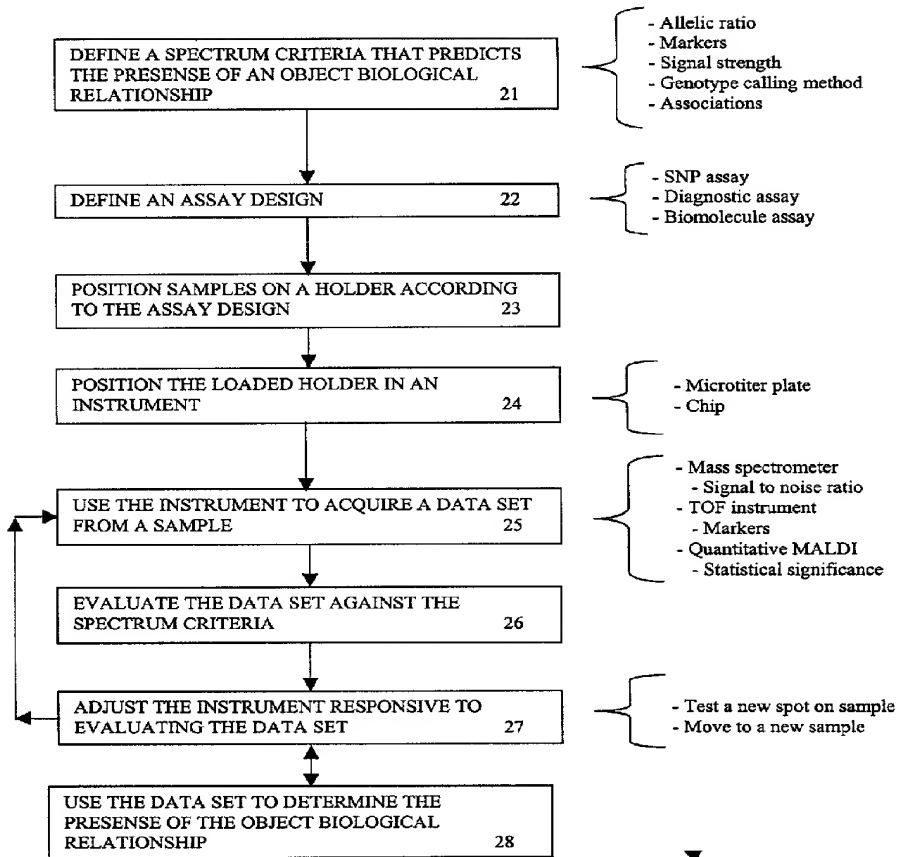 DEFINE A SPECTRUM CRITERIA THAT PREDICTS
THE PRESENSE OF AN OBJECT BIOLOGICAL
RELATIONSHIP 21
- Allelic ratio
- Markers
- Signal strength
- Genotype calling method
- Associations
DEFINE AN ASSAY DESIGN 22
- SNP assay
- Diagnostic assay
- Biomolecule assay
POSITION SAMPLES ON A HOLDER ACCORDING
TO THE ASSAY DESIGN 23
POSITION THE LOADED HOLDER IN AN
INSTRUMENT 24
- Microtiter plate
- Chip
USE THE INSTRUMENT TO ACQUIRE A DATA SET
FROM A SAMPLE 25
- Mass spectrometer
- Signal to noise ratio
- TOF instrument
- Markers
- Quantitative MALDI
- Statistical significance
EVALUATE THE DATA SET AGAINST THE
SPECTRUM CRITERIA 26
ADJUST THE INSTRUMENT RESPONSIVE TO
EVALUATING THE DATA SET 27
- Test a new spot on sample
- Move to a new sample
USE THE DATA SET TO DETERMINE THE
PRESENSE OF THE OBJECT BIOLOGICAL
RELATIONSHIP 28